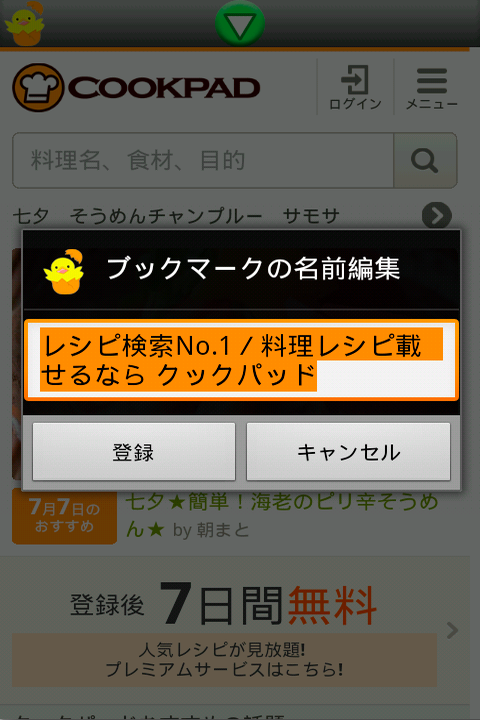 COOKPAD
ログイン
メニュー
料理名、食材、目的
七夕 そうめんチャンプルー サモサ
ブックマークの名前編集
レシピ検索No.1 / 料理レシピ載
せるなら クックパッド
登録
キャンセル
7月7日の
おすすめ
七夕★簡単！海老のピリ辛そうめ
ん★ by 朝まと
登録後 7日間無料
人気レシピが見放題!
プレミアムサービスはこちら!